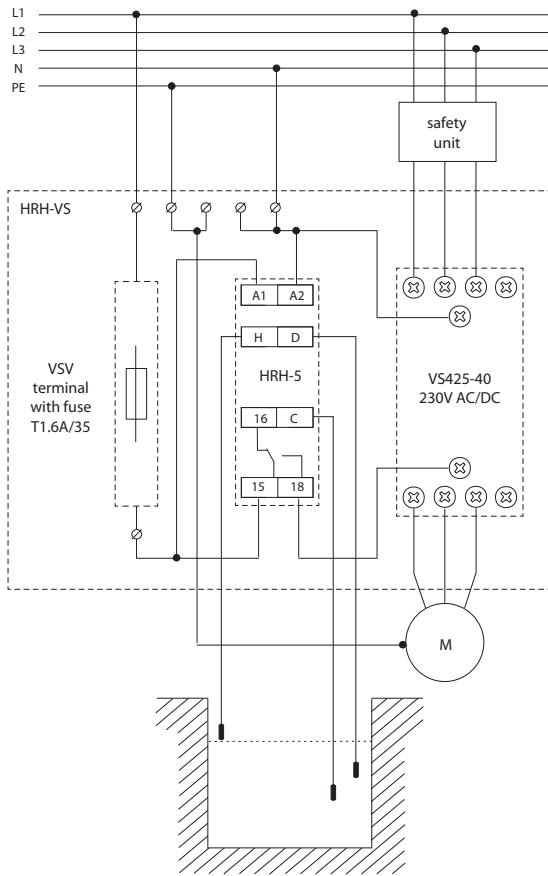 L1
L2
L3
N
PE
safety
unit
HRH-VS
A1 A2
H D
HRH-5
VSV
terminal
with fuse
T1.6A/35
VS425-40
230V AC/DC
16 C
15 18
M